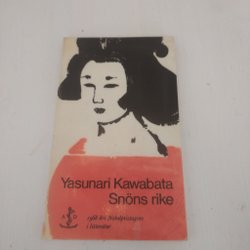 Yasunari Kawabata
Snöns rike
A D
1968 års Nobelpristagare
i litteratur